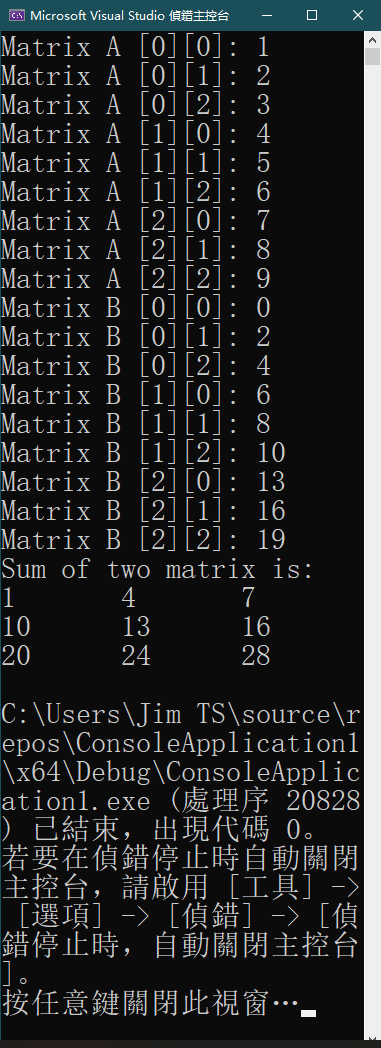 Microsoft Visual Studio 偵錯主控台
Matrix A [0][0]: 1
Matrix A [0][1]: 2
Matrix A [0][2]: 3
Matrix A [1][0]: 4
Matrix A [1][1]: 5
Matrix A [1][2]: 6
Matrix A [2][0]: 7
Matrix A [2][1]: 8
Matrix A [2][2]: 9
Matrix B [0][0]: 0
Matrix B [0][1]: 2
Matrix B [0][2]: 4
Matrix B [1][0]: 6
Matrix B [1][1]: 8
Matrix B [1][2]: 10
Matrix B [2][0]: 13
Matrix B [2][1]: 16
Matrix B [2][2]: 19
Sum of two matrix is:
1 4 7
10 13 16
20 24 28
C:\Users\Jim TS\source\r
epos\ConsoleApplication1
\x64\Debug\ConsoleApplic
ation1.exe (處理序 20828
) 已結束，出現代碼 0。
若要在偵錯停止時自動關閉
主控台，請啟用 [工具] ->
[選項] -> [偵錯] -> [偵
錯停止時，自動關閉主控台
]。
按任意鍵關閉此視窗…